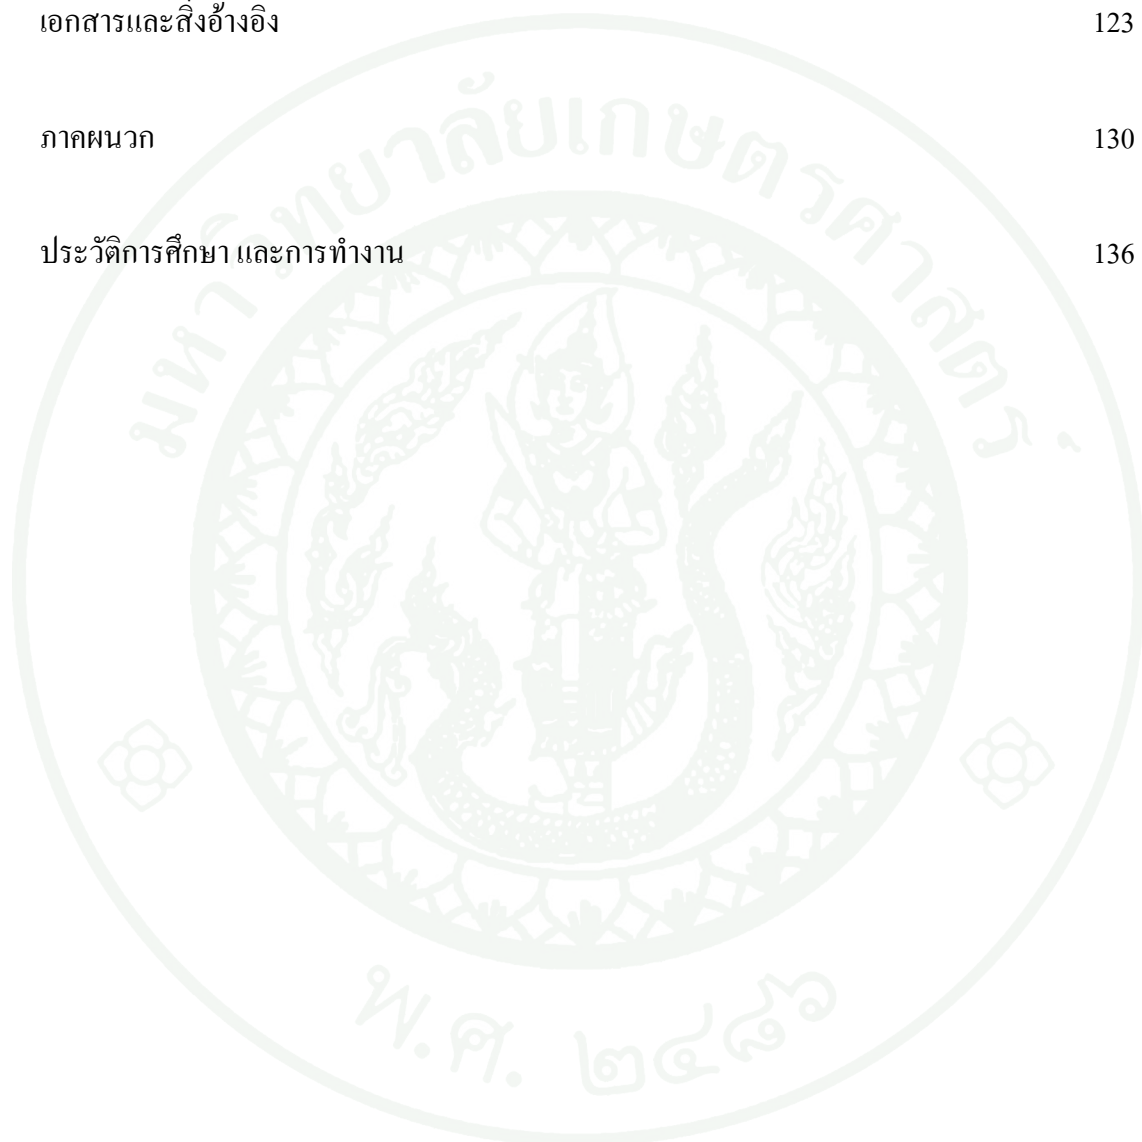 เอกสารและสิ่งอ้างอิง 123
ภาคผนวก 130
ประวัติการศึกษา และการทำงาน 136
มหาวิทยาลัยเกษตรศาสตร์
พ.ศ. ๒๔๘๖